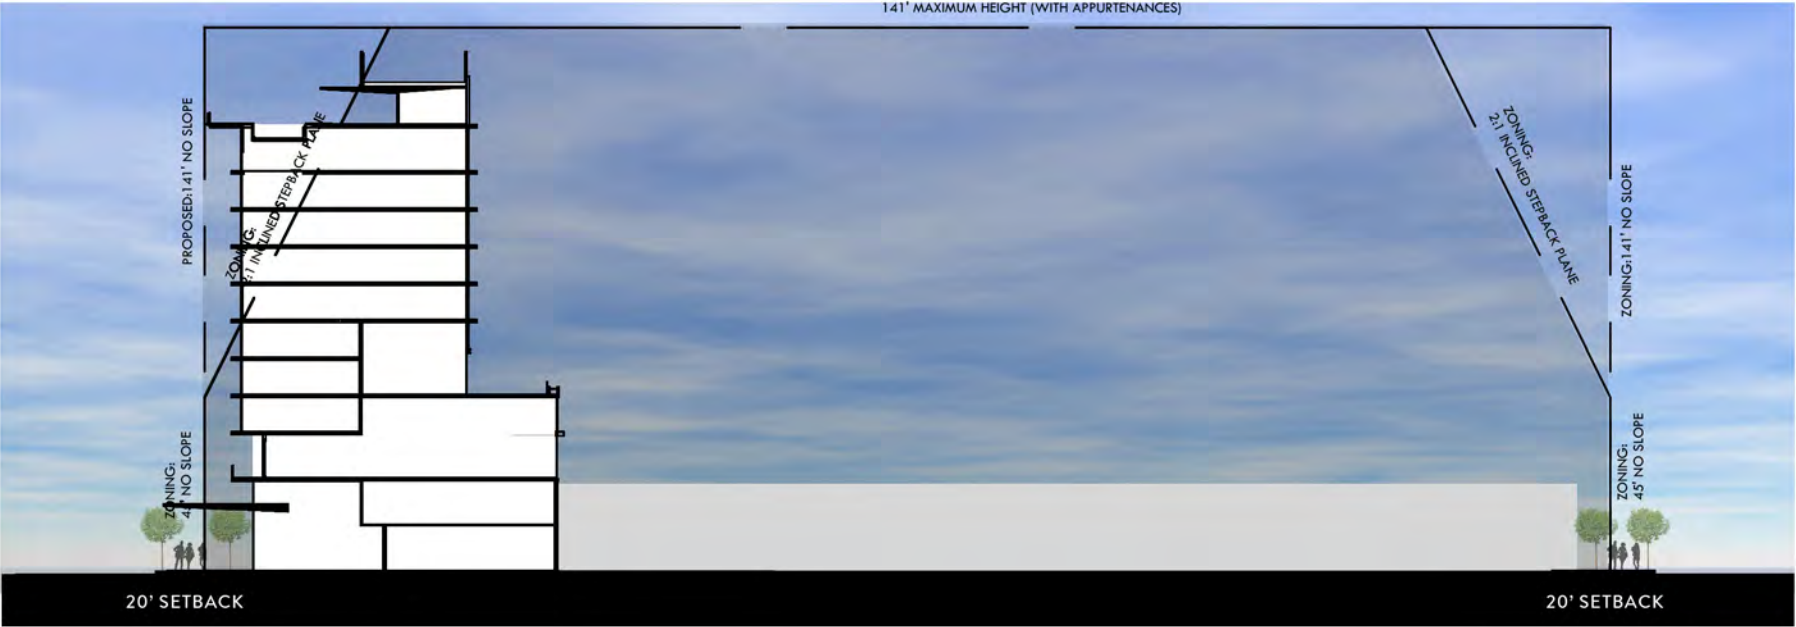 141' MAXIMUM HEIGHT (WITH APPURTENANCES)
PROPOSED:141' NO SLOPE
ZONING:
2:1 INCLINED STEPBACK PLANE
ZONING:
45' NO SLOPE
ZONING:
2:1 INCLINED STEPBACK PLANE
ZONING:141' NO SLOPE
ZONING:
45' NO SLOPE
20' SETBACK
20' SETBACK